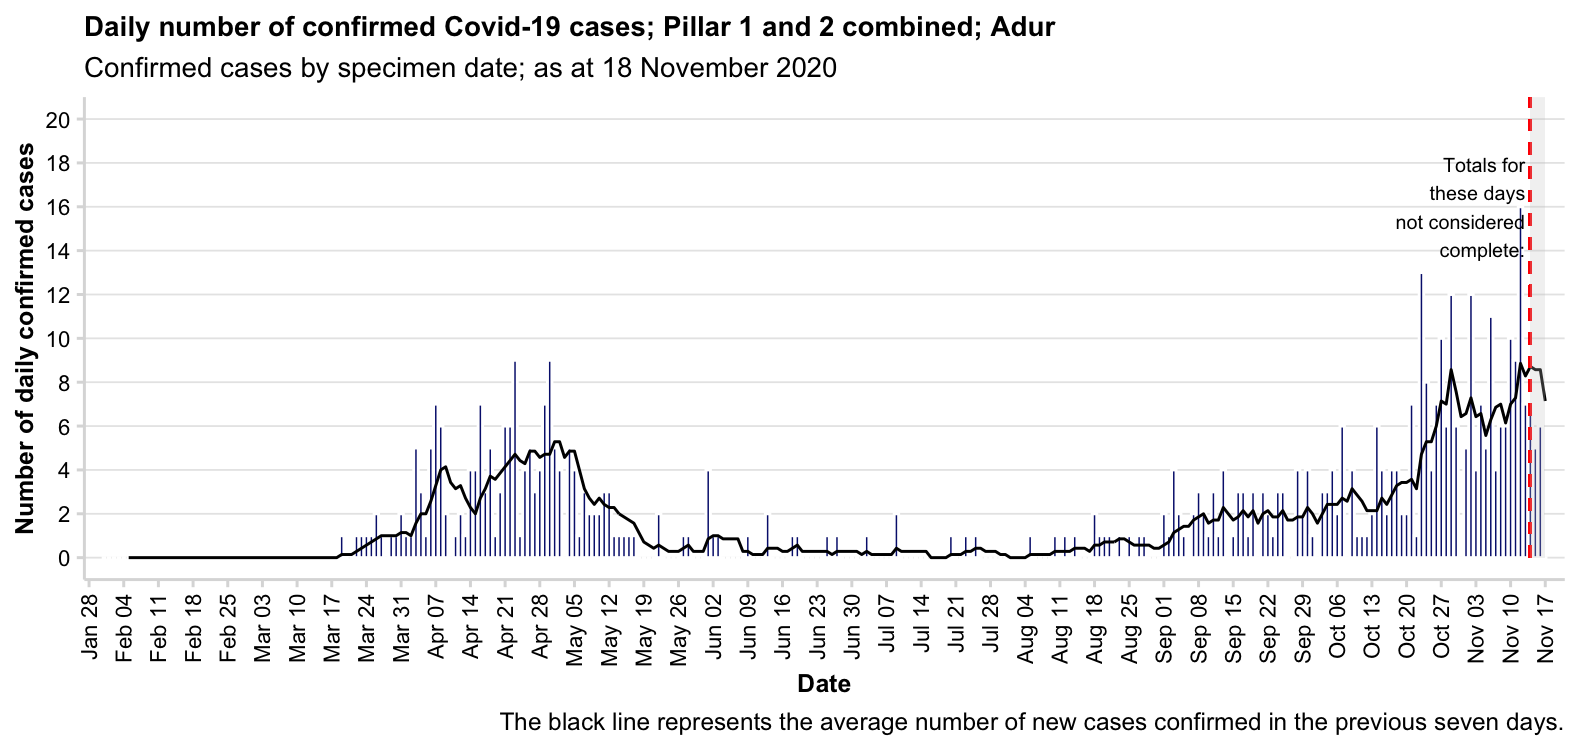 Daily number of confirmed Covid-19 cases; Pillar 1 and 2 combined; Adur
Confirmed cases by specimen date; as at 18 November 2020
Number of daily confirmed cases
20
18
16
14
12
10
8
6
4
2
0
Totals for
these days
not considered
complete.
Jan 28
Feb 04
Feb 11
Feb 18
Feb 25
Mar 03
Mar 10
Mar 17
Mar 24
Mar 31
Apr 07
Apr 14
Apr 21
Apr 28
May 05
May 12
May 19
May 26
Jun 02
Jun 09
Jun 16
Jun 23
Jun 30
Jul 07
Jul 14
Jul 21
Jul 28
Aug 04
Aug 11
Aug 18
Aug 25
Sep 01
Sep 08
Sep 15
Sep 22
Sep 29
Oct 06
Oct 13
Oct 20
Oct 27
Nov 03
Nov 10
Nov 17
Date
The black line represents the average number of new cases confirmed in the previous seven days.